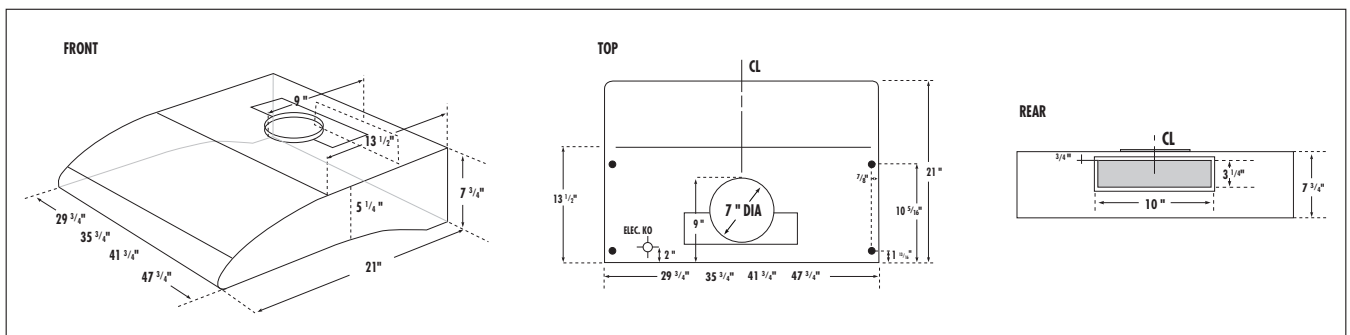 FRONT
9 "
13 1/2"
7 3/4"
5 1/4 "
29 3/4"
35 3/4"
41 3/4"
47 3/4"
21"
TOP
CL
13 1/2"
7 " DIA
9 "
ELEC. KO
2 "
7/8"
21 "
10 5/16"
1 11/16"
29 3/4" 35 3/4" 41 3/4" 47 3/4"
REAR
CL
3/4 "
3 1/4"
7 3/4"
10 "